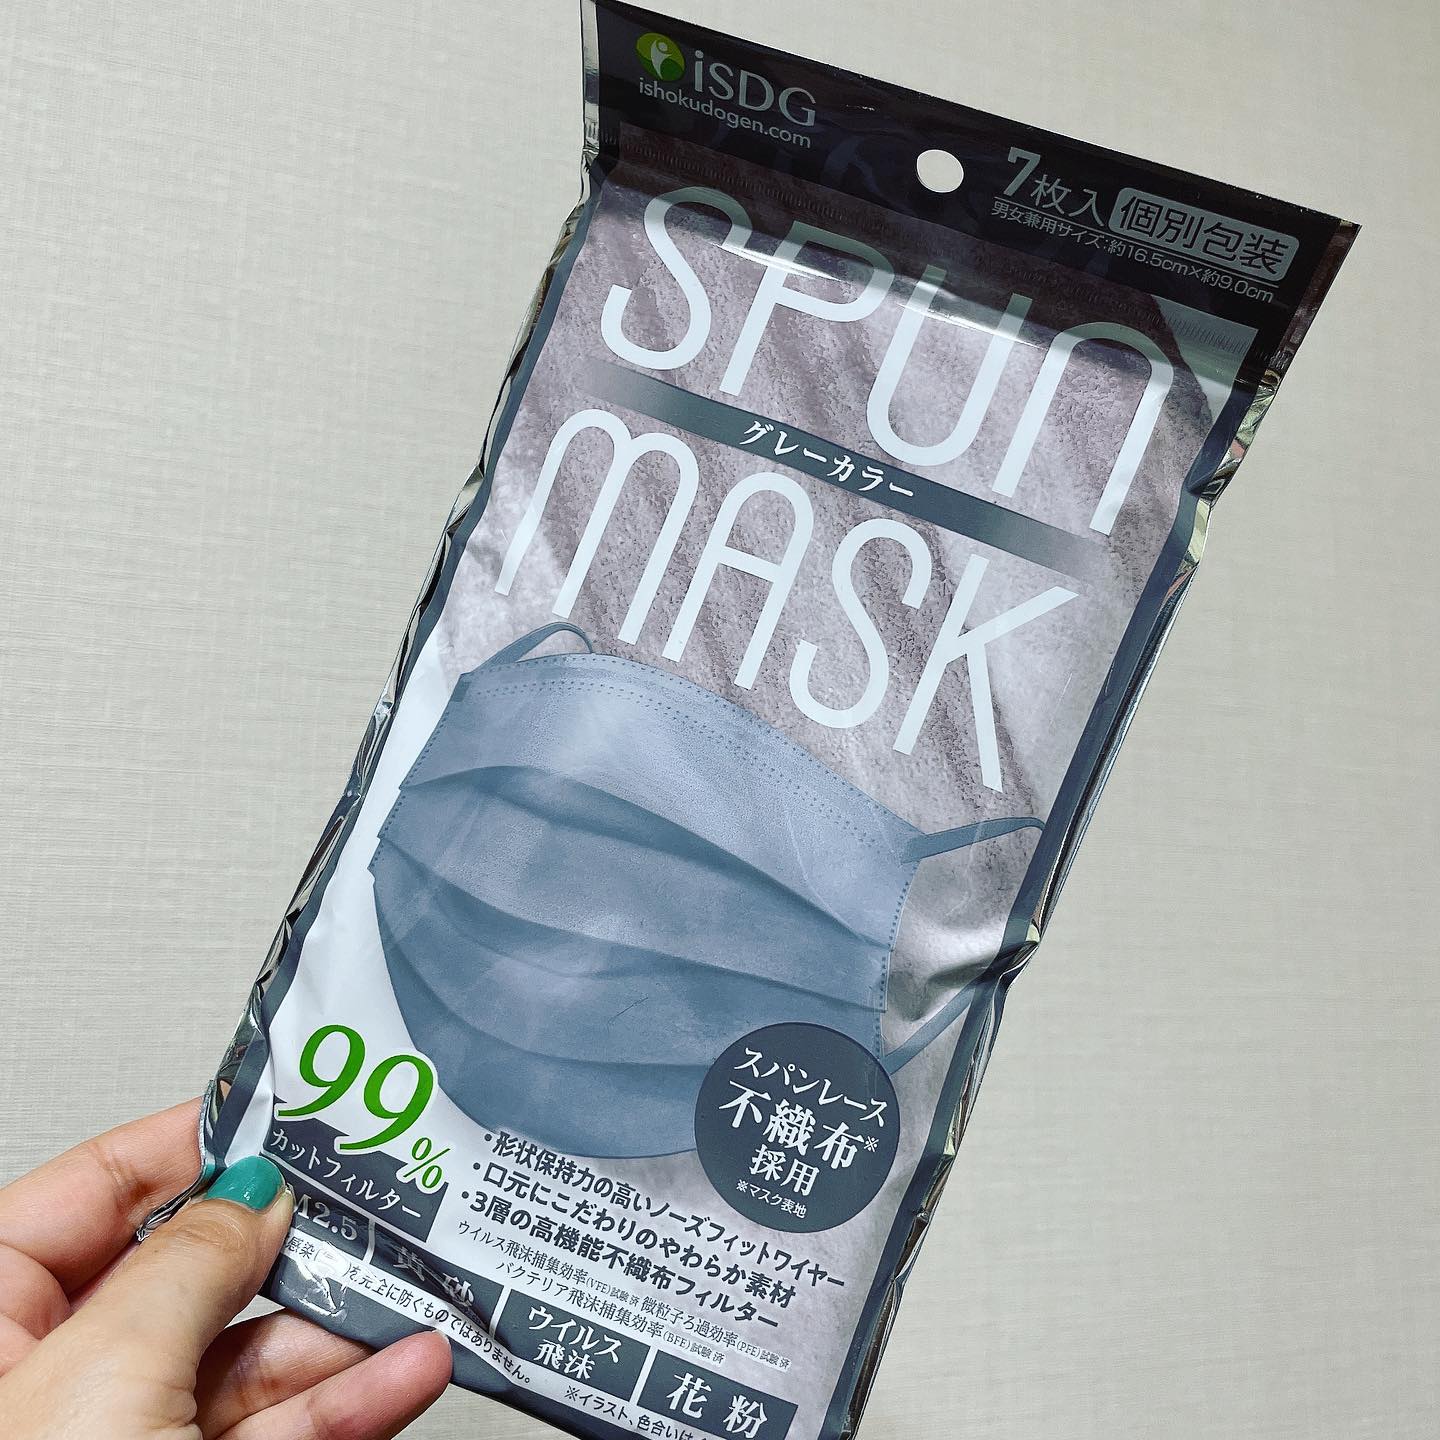 iSDG
ishokudogen.com
7枚入 個別包装
男女兼用サイズ:約16.5cm×約9.0cm
SPUN
グレーカラー
MASK
スパンレース
不織布※
採用
※マスク表地
99%
カットフィルター
・形状保持力の高いノーズフィットワイヤー
・口元にこだわりのやわらか素材
・3層の高機能不織布フィルター
ウイルス飛沫捕集効率(VFE)試験済 微粒子ろ過効率(PFE)試験済
バクテリア飛沫捕集効率(BFE)試験済
M2.5
黄砂
ウイルス
飛沫
花粉
感染
を完全に防ぐものではありません。
※イラスト、色合いは